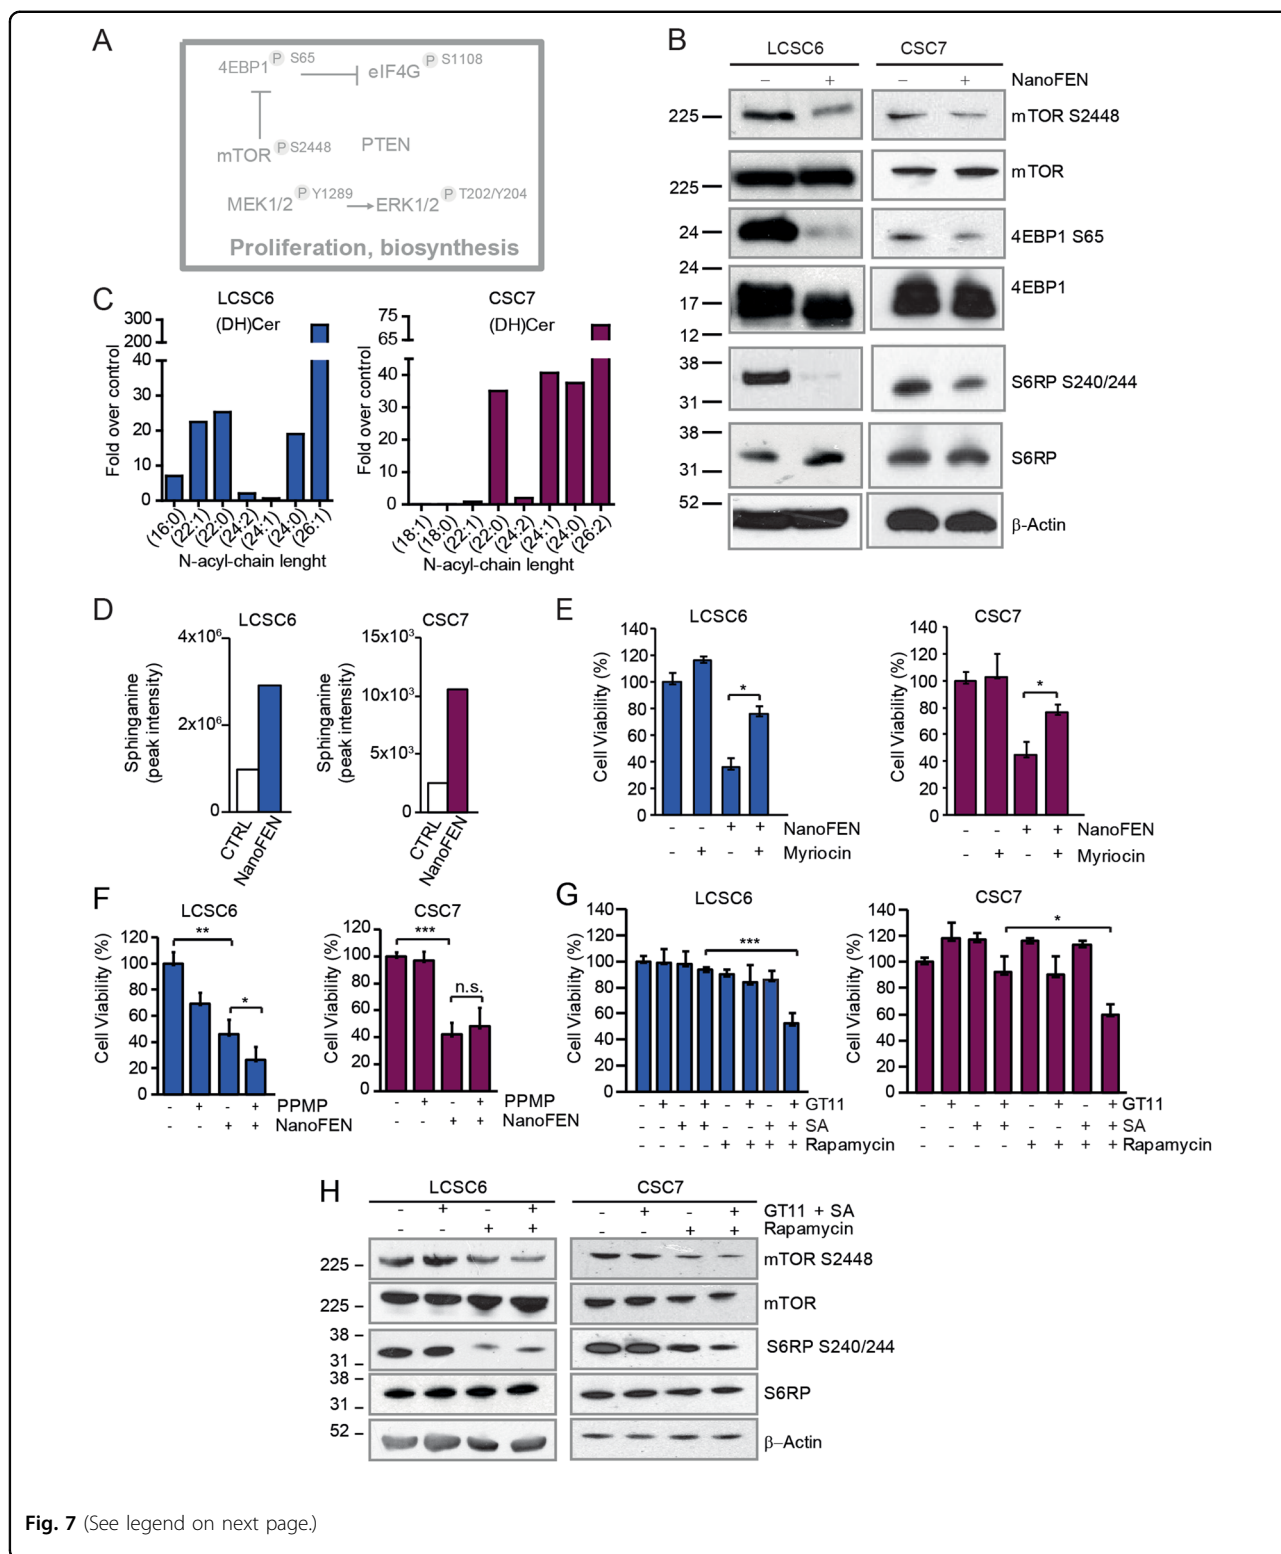 A
4EBP1 P S65
eIF4G P S1108
mTOR P S2448
PTEN
MEK1/2 P Y1289
ERK1/2 P T202/Y204
Proliferation, biosynthesis
B
LCSC6 CSC7
– + – + NanoFEN
225 mTOR S2448
225 mTOR
24 4EBP1 S65
24
17
12
4EBP1
38
31
S6RP S240/244
38
31
S6RP
52
β-Actin
C
LCSC6
(DH)Cer
Fold over control
300
200
40
30
20
10
0
(16:0) (22:1) (22:0) (24:2) (24:1) (24:0) (26:1)
N-acyl-chain lenght
CSC7
(DH)Cer
Fold over control
75
65
40
30
20
10
0
(18:1) (18:0) (22:1) (22:0) (24:2) (24:1) (24:0) (26:2)
N-acyl-chain lenght
D
LCSC6
Sphinganine
(peak intensity)
4x10⁶
2x10⁶
0
CTRL NanoFEN
CSC7
Sphinganine
(peak intensity)
15x10³
10x10³
5x10³
0
CTRL NanoFEN
E
LCSC6
Cell Viability (%)
140
120
100
80
60
40
20
0
*
- - + + NanoFEN
- + - + Myriocin
CSC7
Cell Viability (%)
140
120
100
80
60
40
20
0
*
- - + + NanoFEN
- + - + Myriocin
F
LCSC6
Cell Viability (%)
120
100
80
60
40
20
0
**
*
- + - + PPMP
- - + + NanoFEN
CSC7
Cell Viability (%)
120
100
80
60
40
20
0
***
n.s.
- + - + PPMP
- - + + NanoFEN
G
LCSC6
Cell Viability (%)
140
120
100
80
60
40
20
0
***
- + - + - + - + GT11
- - + + - - + + SA
- - - - + + + + Rapamycin
CSC7
Cell Viability (%)
140
120
100
80
60
40
20
0
*
- + - + - + - + GT11
- - + + - - + + SA
- - - - + + + + Rapamycin
H
LCSC6 CSC7
- + - + - + - + GT11 + SA
- - + + - - + + Rapamycin
225 mTOR S2448
225 mTOR
38
31
S6RP S240/244
38
31
S6RP
52
β–Actin
Fig. 7 (See legend on next page.)